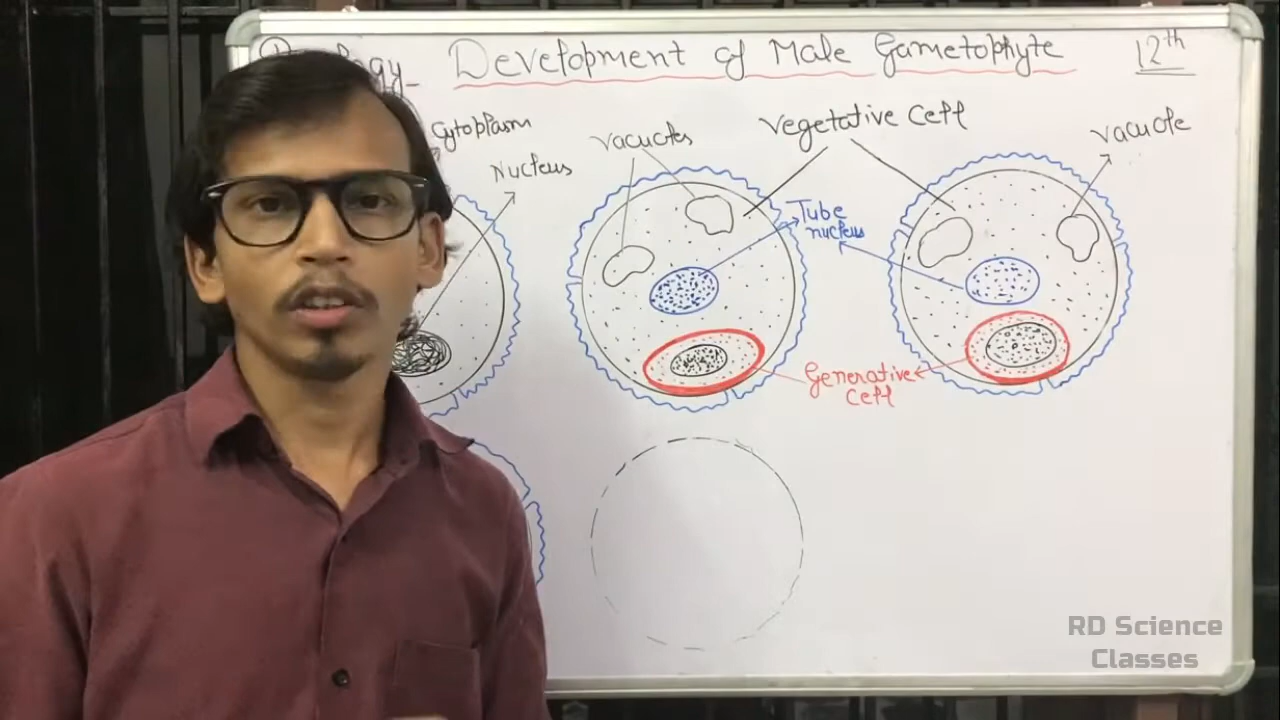 Development of Male Gametophyte 12th
Cytoplasm
Nucleus
Vacuoles
Vegetative Cell
Vacuole
Tube
nucleus
Generative
Cell
RD Science
Classes